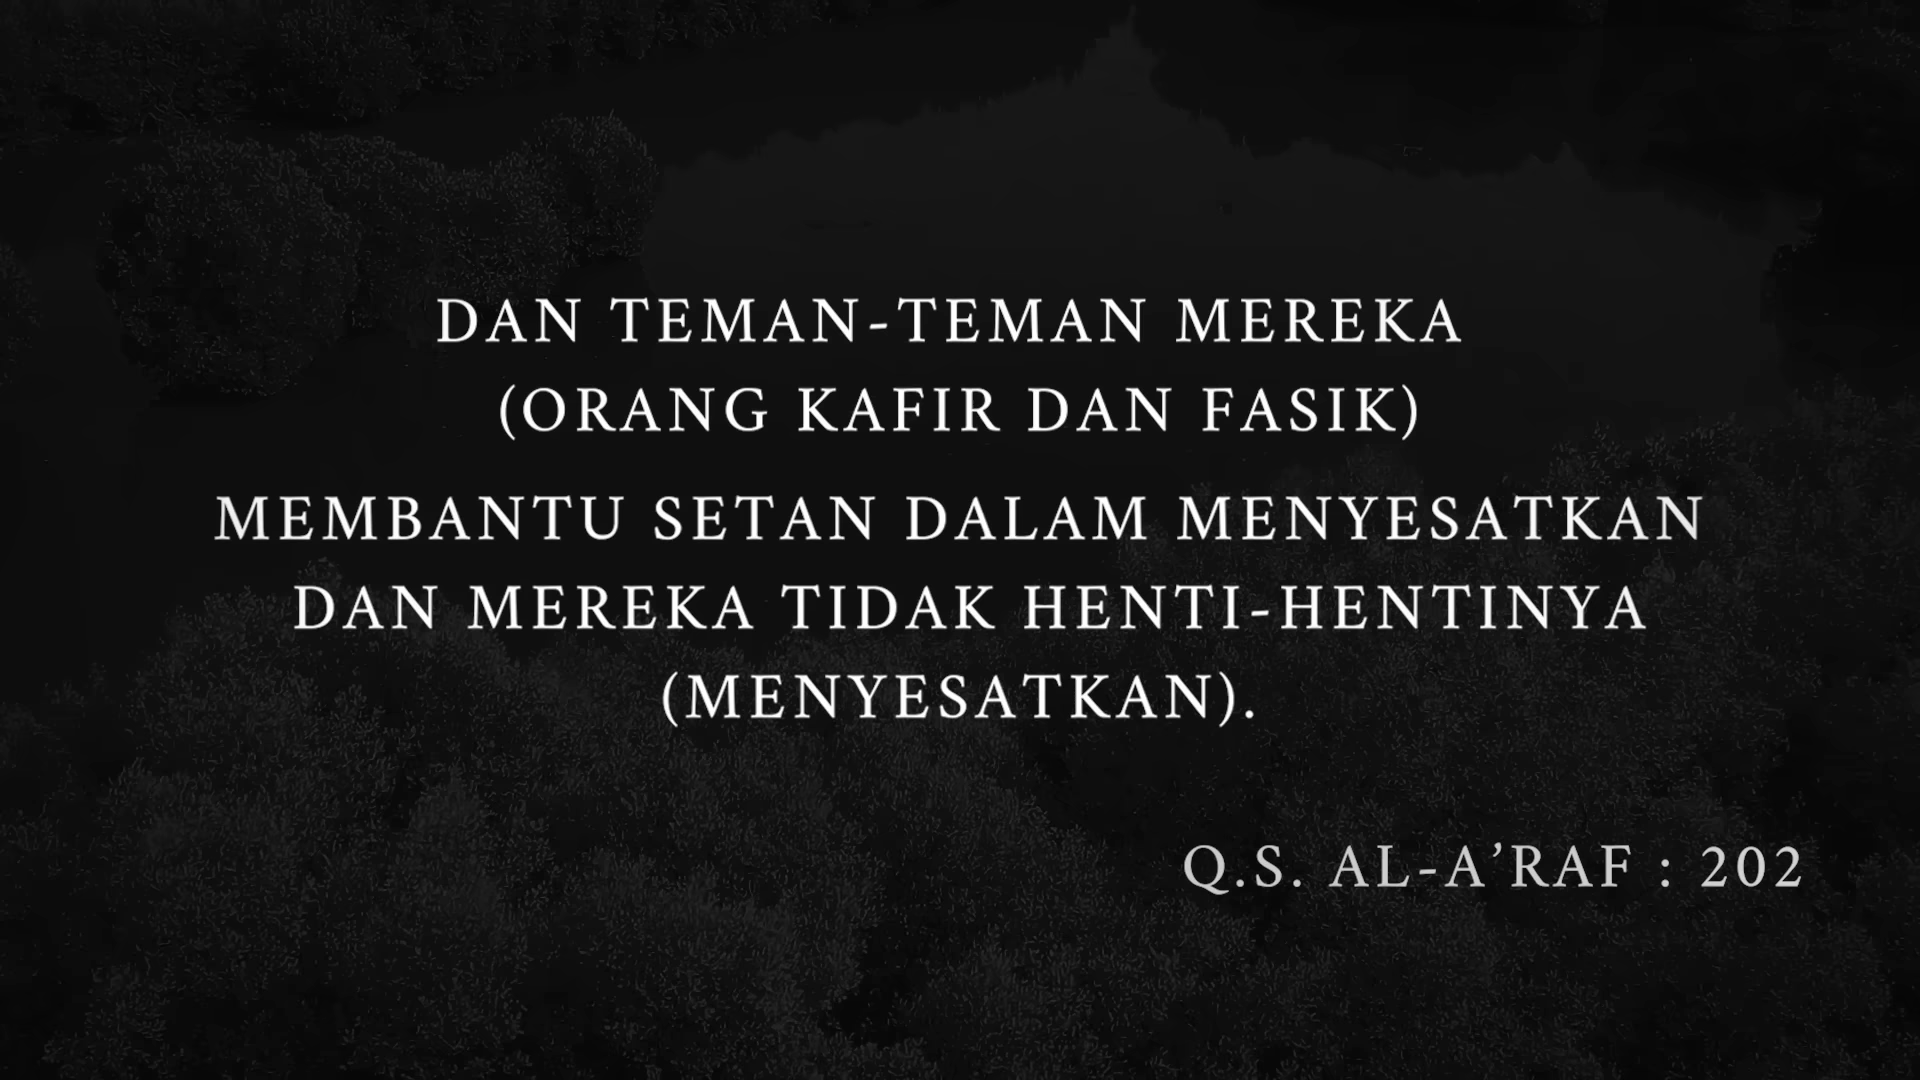 DAN TEMAN-TEMAN MEREKA
(ORANG KAFIR DAN FASIK)
MEMBANTU SETAN DALAM MENYESATKAN
DAN MEREKA TIDAK HENTI-HENTINYA
(MENYESATKAN).
Q.S. AL-A’RAF : 202